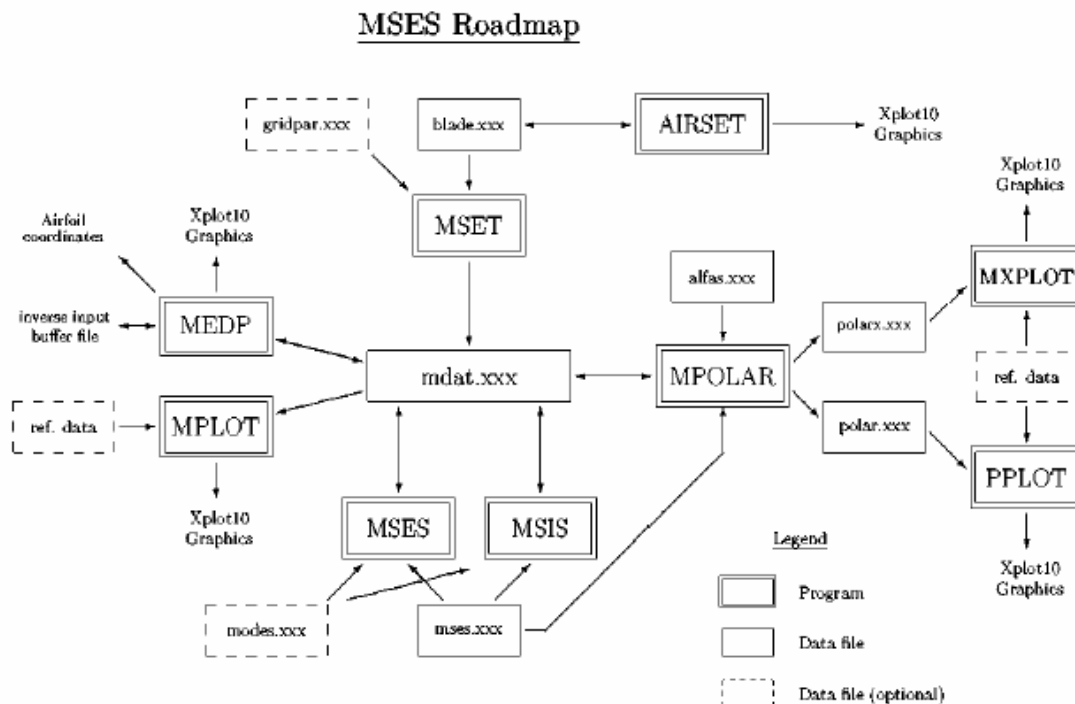 MSES Roadmap
gridpar.xxx
blade.xxx
AIRSET
Xplot10
Graphics
MSET
Airfoil
coordinates
Xplot10
Graphics
inverse input
buffer file
MEDP
alfas.xxx
Xplot10
Graphics
MXPLOT
polarx.xxx
mdat.xxx
MPOLAR
ref. data
ref. data
MPLOT
polar.xxx
PPLOT
Xplot10
Graphics
MSES
MSIS
Xplot10
Graphics
modes.xxx
mses.xxx
Legend
Program
Data file
Data file (optional)